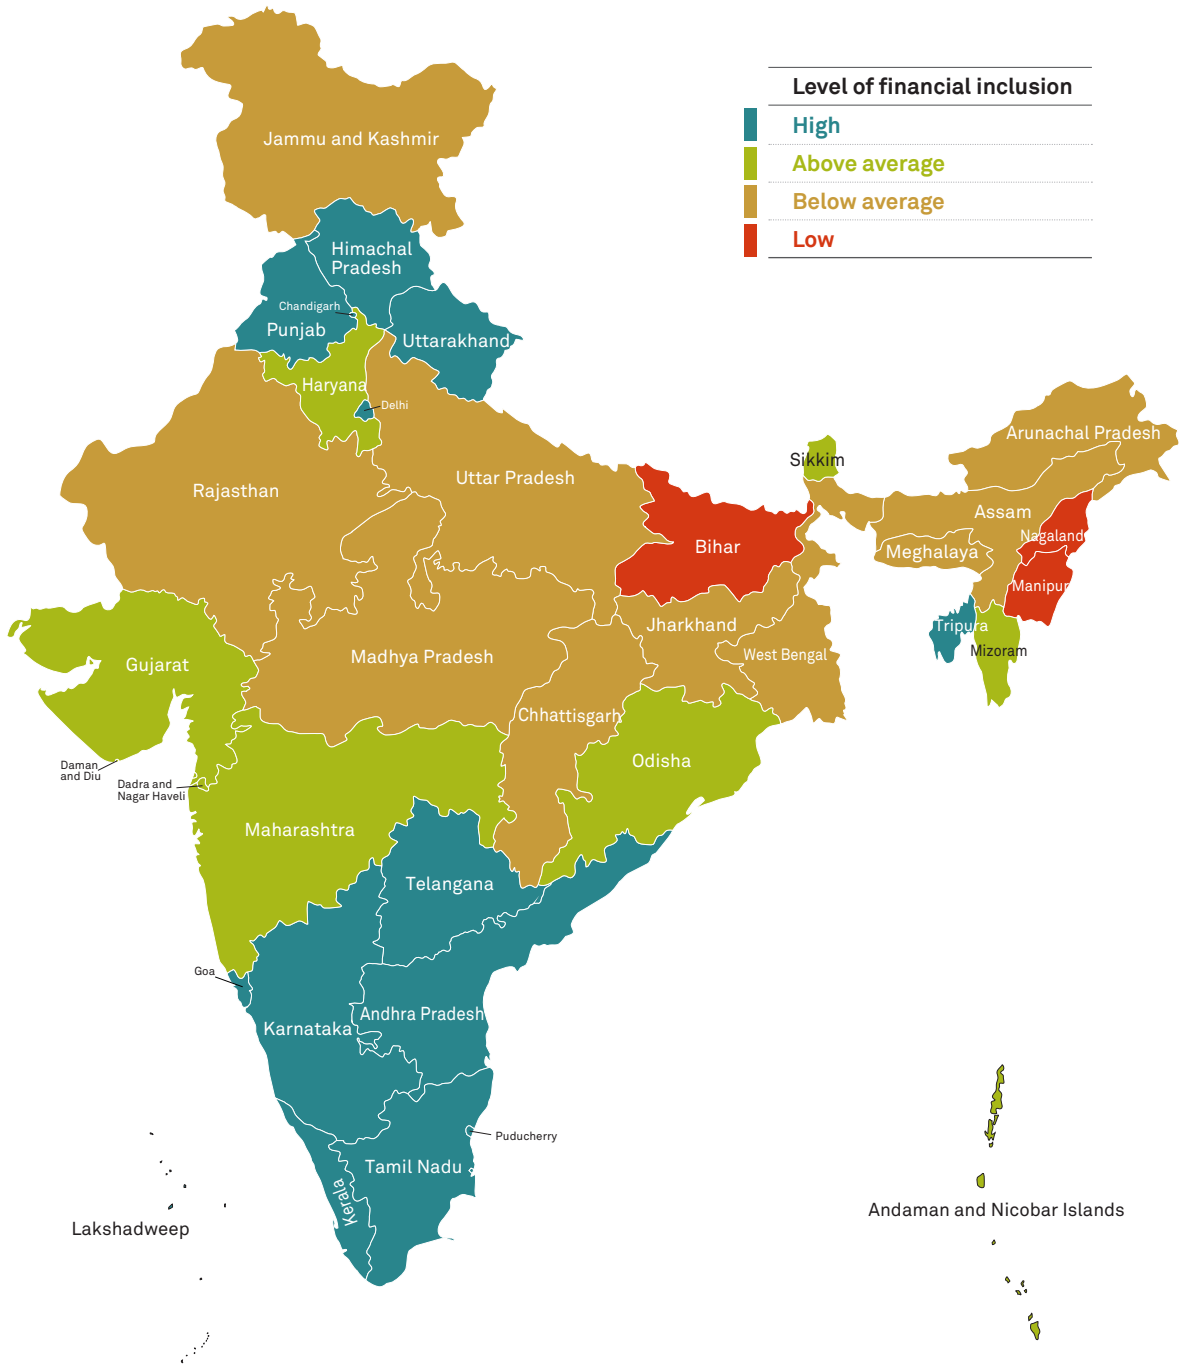 Level of financial inclusion
High
Above average
Below average
Low
Jammu and Kashmir
Himachal
Pradesh
Chandigarh
Punjab
Uttarakhand
Haryana
Delhi
Arunachal Pradesh
Sikkim
Uttar Pradesh
Rajasthan
Assam
Nagaland
Bihar
Meghalaya
Manipur
Jharkhand
Tripura
Mizoram
West Bengal
Madhya Pradesh
Gujarat
Chhattisgarh
Odisha
Daman
and Diu
Dadra and
Nagar Haveli
Maharashtra
Telangana
Goa
Andhra Pradesh
Karnataka
Puducherry
Tamil Nadu
Kerala
Andaman and Nicobar Islands
Lakshadweep